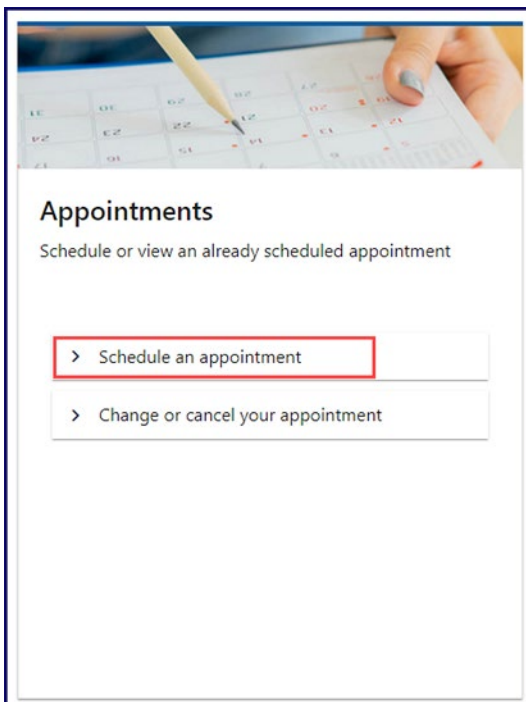 Appointments
Schedule or view an already scheduled appointment
Schedule an appointment
Change or cancel your appointment